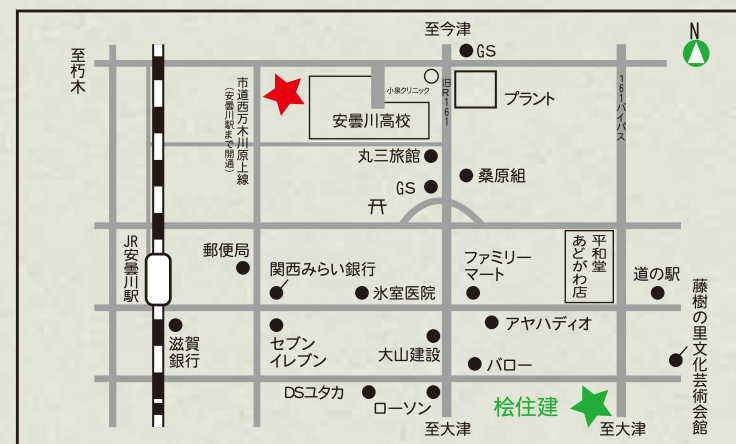 至今津
N
GS
至朽木
市道西万木川原上線
(安曇川駅まで開通)
小泉クリニック
旧R161
プラント
161バイパス
安曇川高校
丸三旅館
桑原組
GS
JR安曇川駅
郵便局
関西みらい銀行
氷室医院
ファミリー
マート
平和堂
あどがわ店
道の駅
藤樹の里文化芸術会館
滋賀
銀行
セブン
イレブン
大山建設
アヤハディオ
バロー
DSユタカ
ローソン
桧住建
至大津
至大津